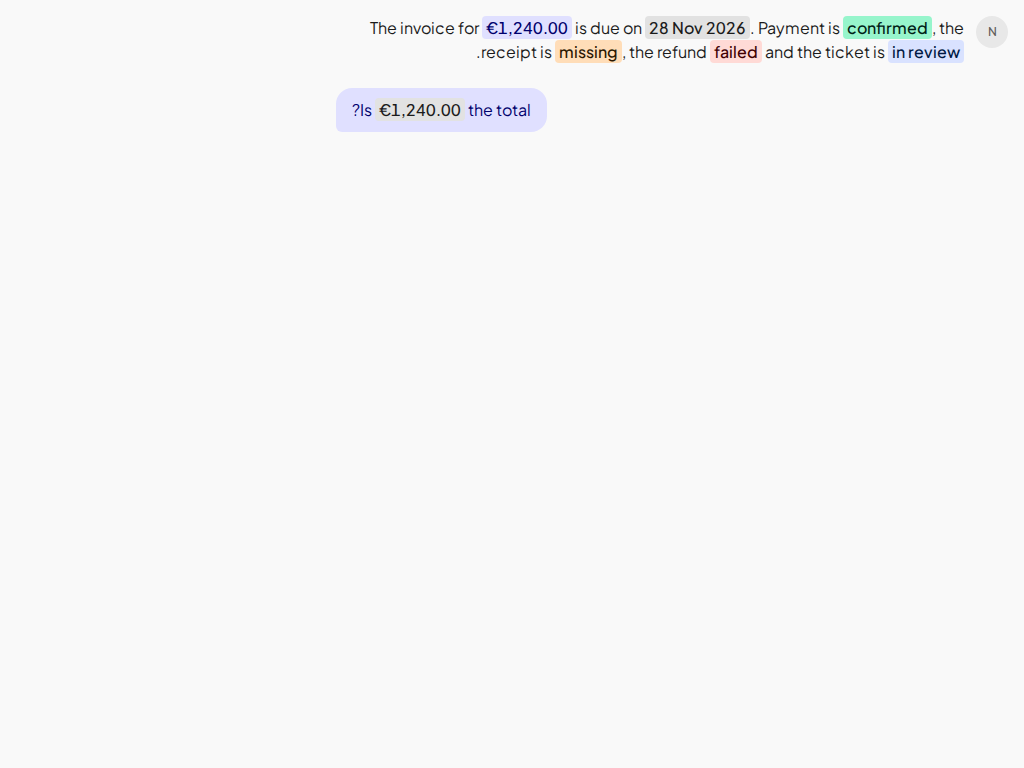 The invoice for €1,240.00 is due on 28 Nov 2026. Payment is confirmed, the
.receipt is missing, the refund failed and the ticket is in review
N
?Is €1,240.00 the total